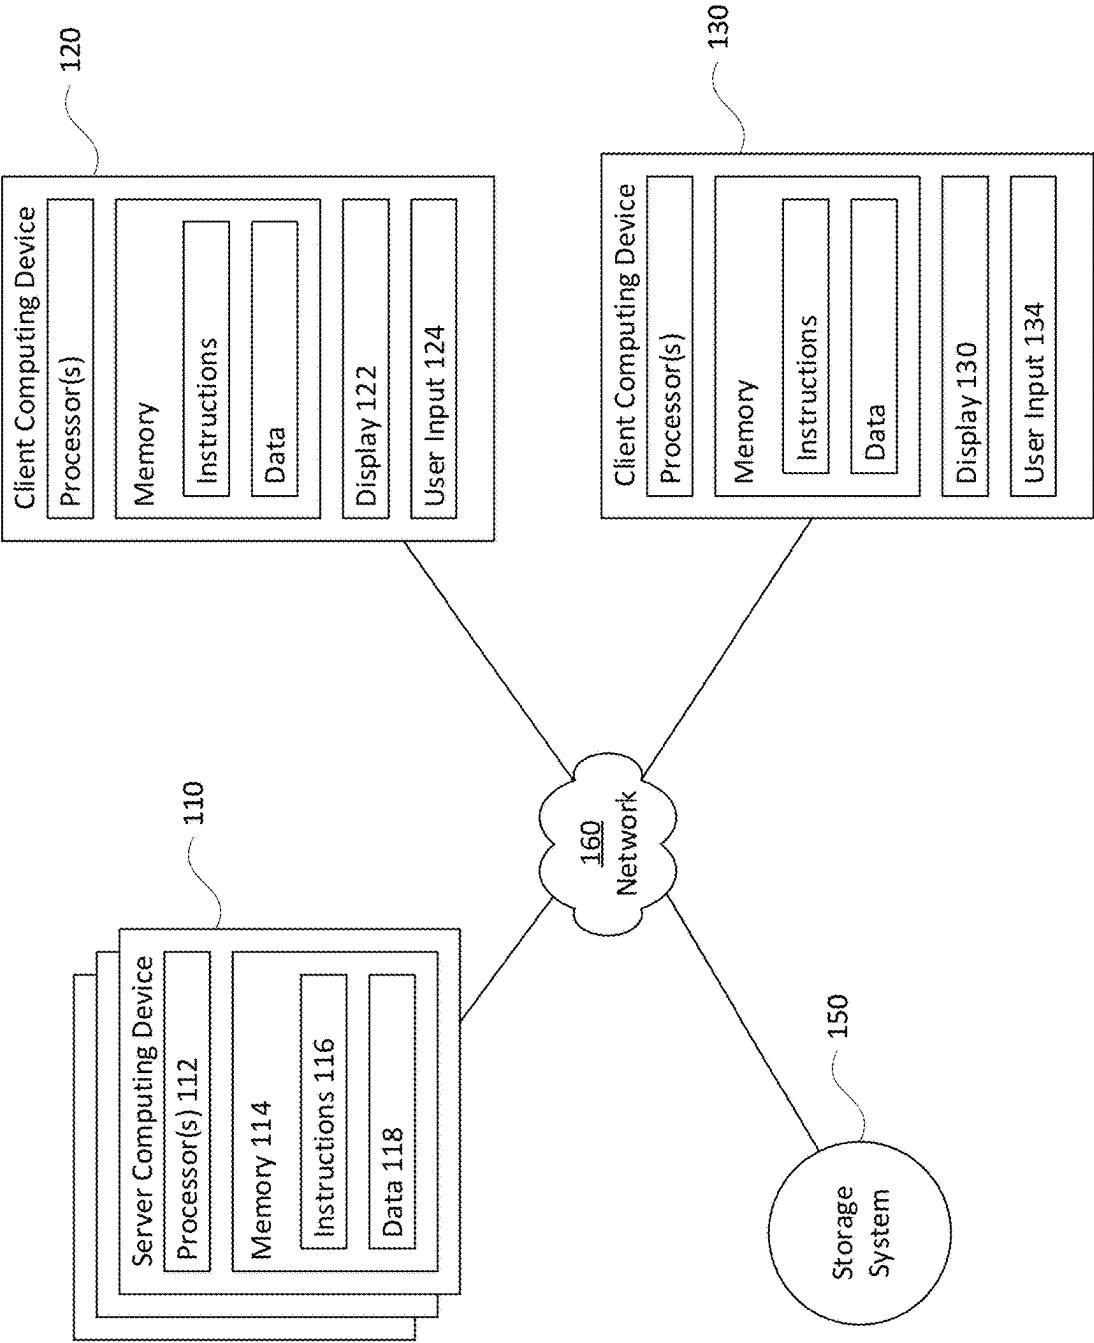 110
Server Computing Device
Processor(s) 112
Memory 114
Instructions 116
Data 118
120
Client Computing Device
Processor(s)
Memory
Instructions
Data
Display 122
User Input 124
160
Network
150
Storage
System
130
Client Computing Device
Processor(s)
Memory
Instructions
Data
Display 130
User Input 134